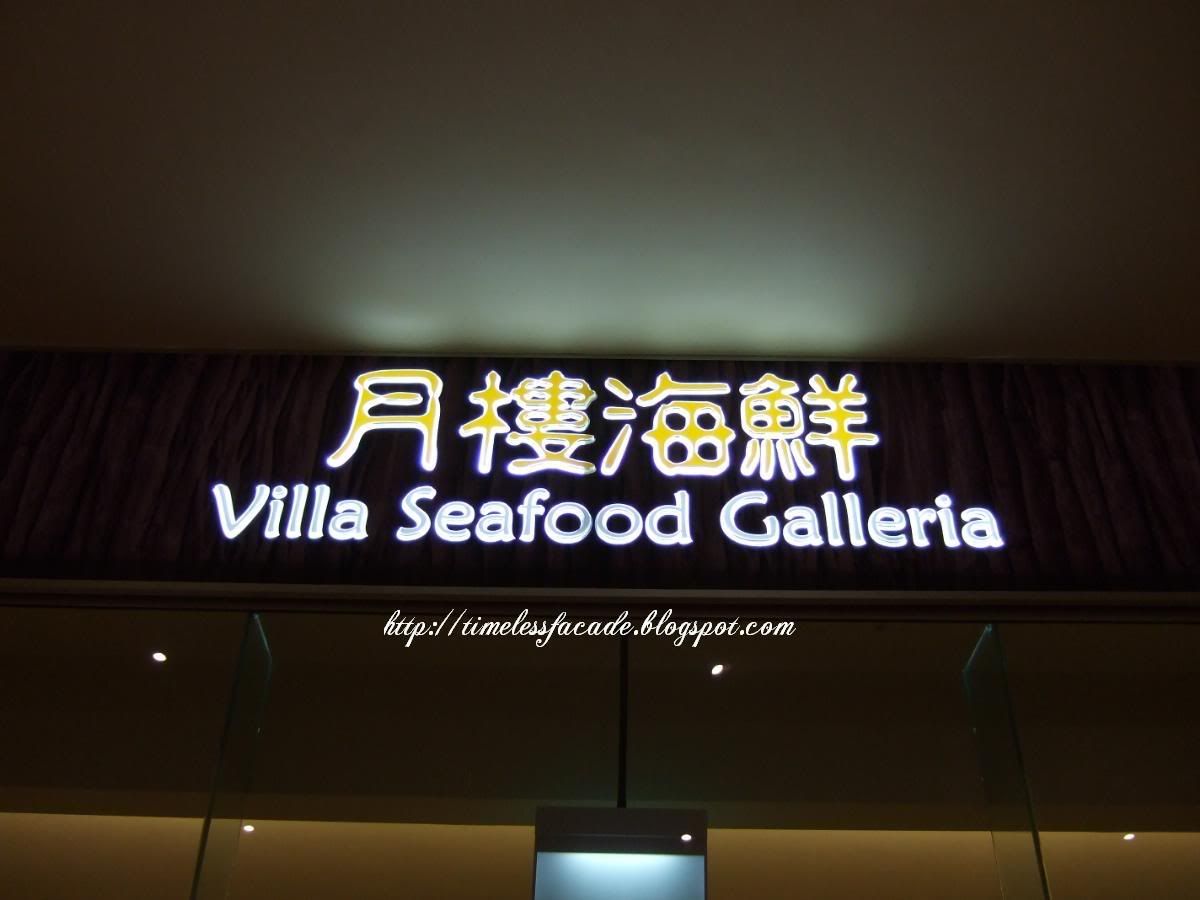 月樓海鮮
Villa Seafood Galleria
http://timelessfacade.blogspot.com